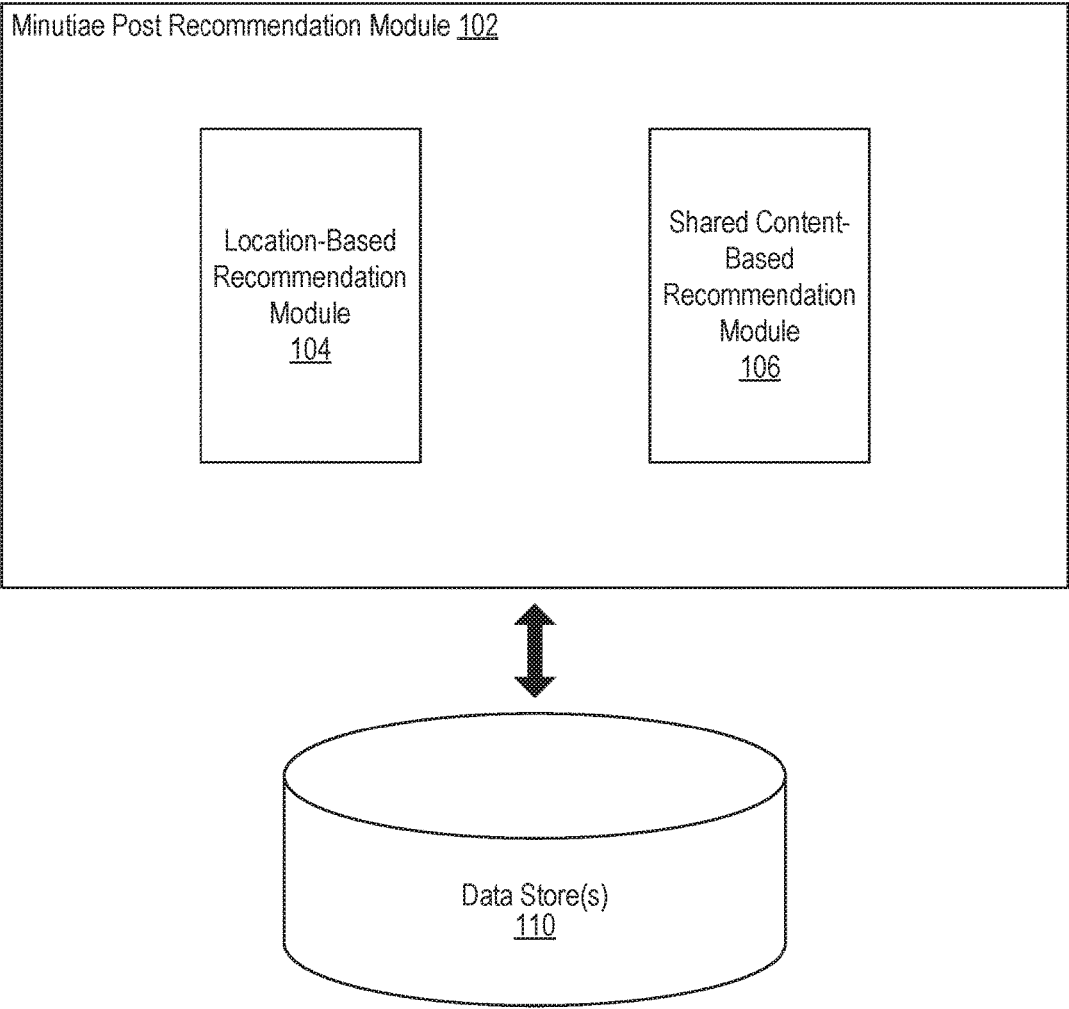 Minutiae Post Recommendation Module 102
Location-Based
Recommendation
Module
104
Shared Content-
Based
Recommendation
Module
106
Data Store(s)
110